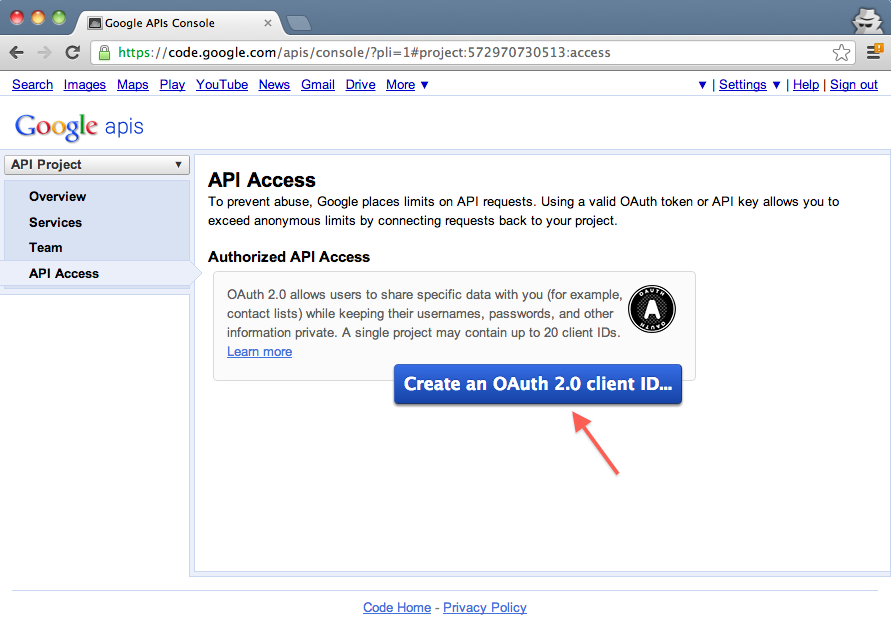 Google APIs Console
https://code.google.com/apis/console/?pli=1#project:572970730513:access
Search Images Maps Play YouTube News Gmail Drive More ▼ ▼ | Settings ▼ | Help | Sign out
Google apis
API Project ▼
Overview
Services
Team
API Access
API Access
To prevent abuse, Google places limits on API requests. Using a valid OAuth token or API key allows you to
exceed anonymous limits by connecting requests back to your project.
Authorized API Access
OAuth 2.0 allows users to share specific data with you (for example,
contact lists) while keeping their usernames, passwords, and other
information private. A single project may contain up to 20 client IDs.
Learn more
OAUTH
A
OAUTH
Create an OAuth 2.0 client ID...
Code Home - Privacy Policy